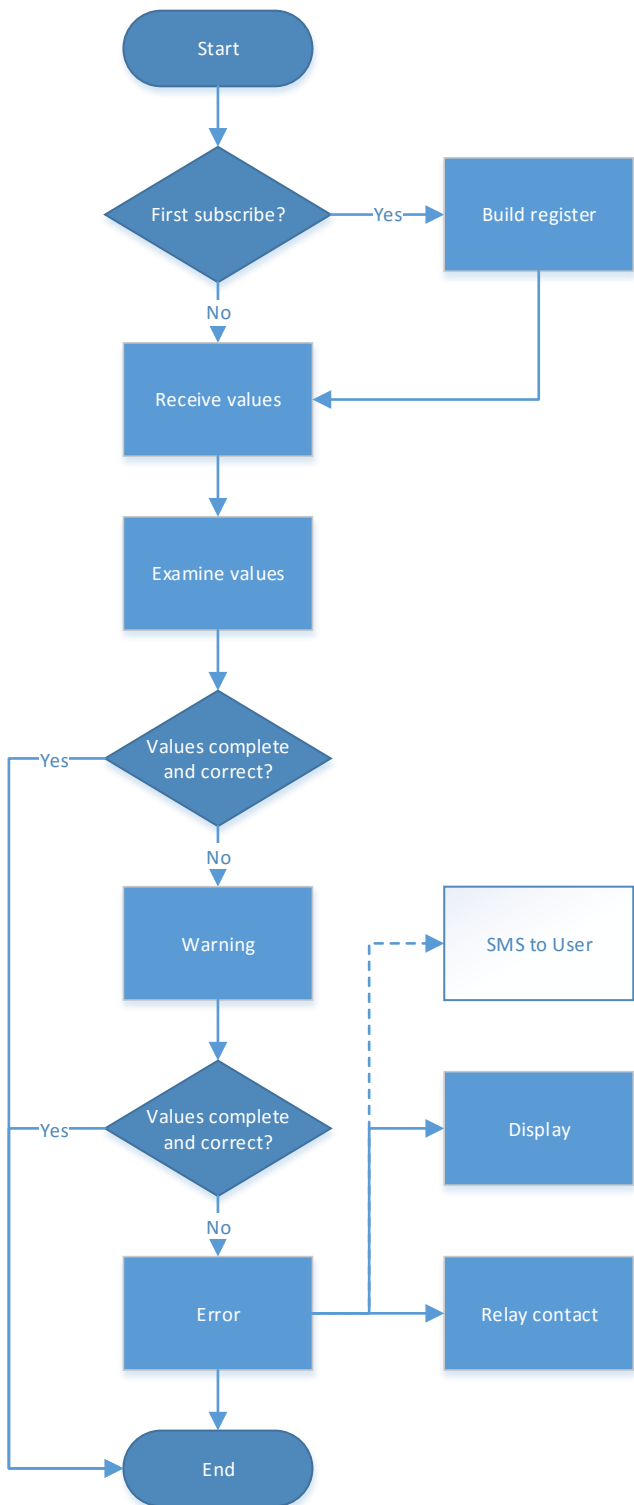 Start
First subscribe?
Yes
Build register
No
Receive values
Examine values
Values complete
and correct?
Yes
No
Warning
SMS to User
Values complete
and correct?
Yes
Display
No
Error
Relay contact
End